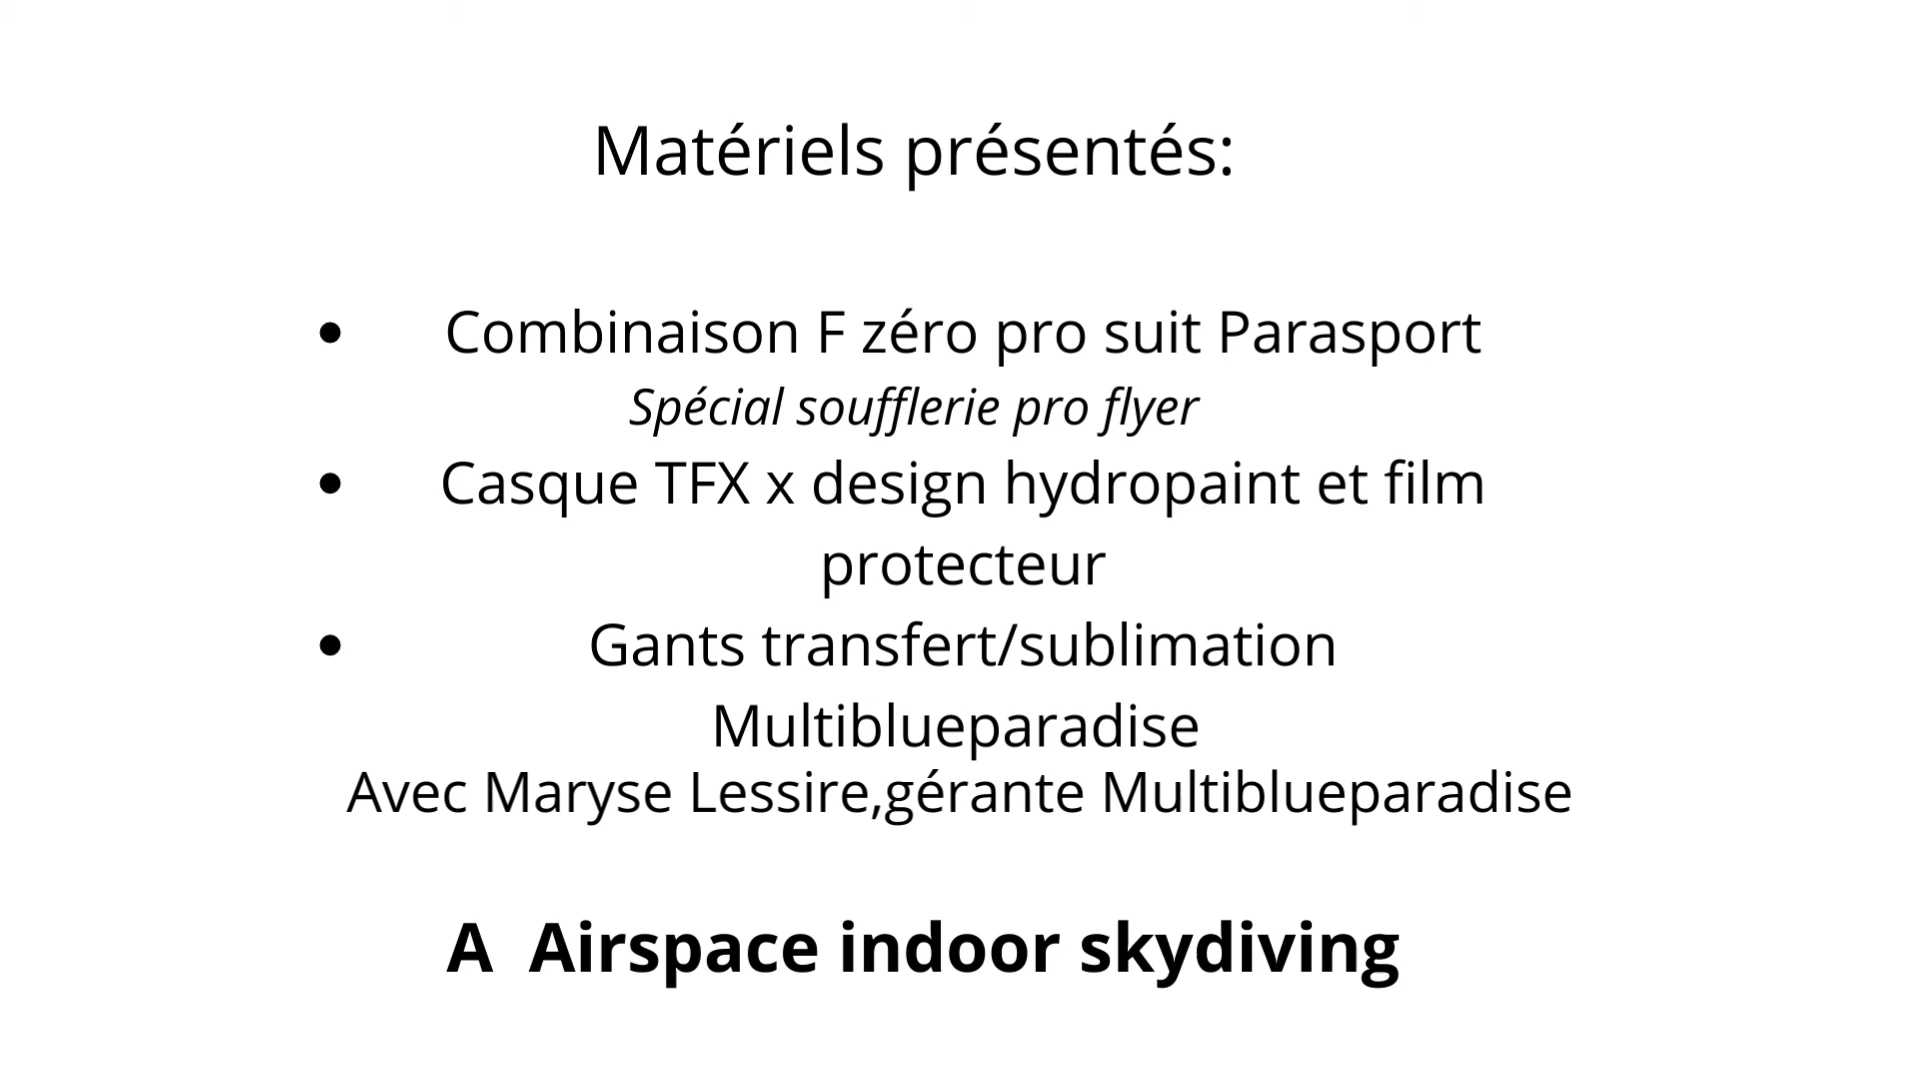 Matériels présentés:
• Combinaison F zéro pro suit Parasport
Spécial soufflerie pro flyer
• Casque TFX x design hydropaint et film
protecteur
• Gants transfert/sublimation
Multiblueparadise
Avec Maryse Lessire,gérante Multiblueparadise
A  Airspace indoor skydiving